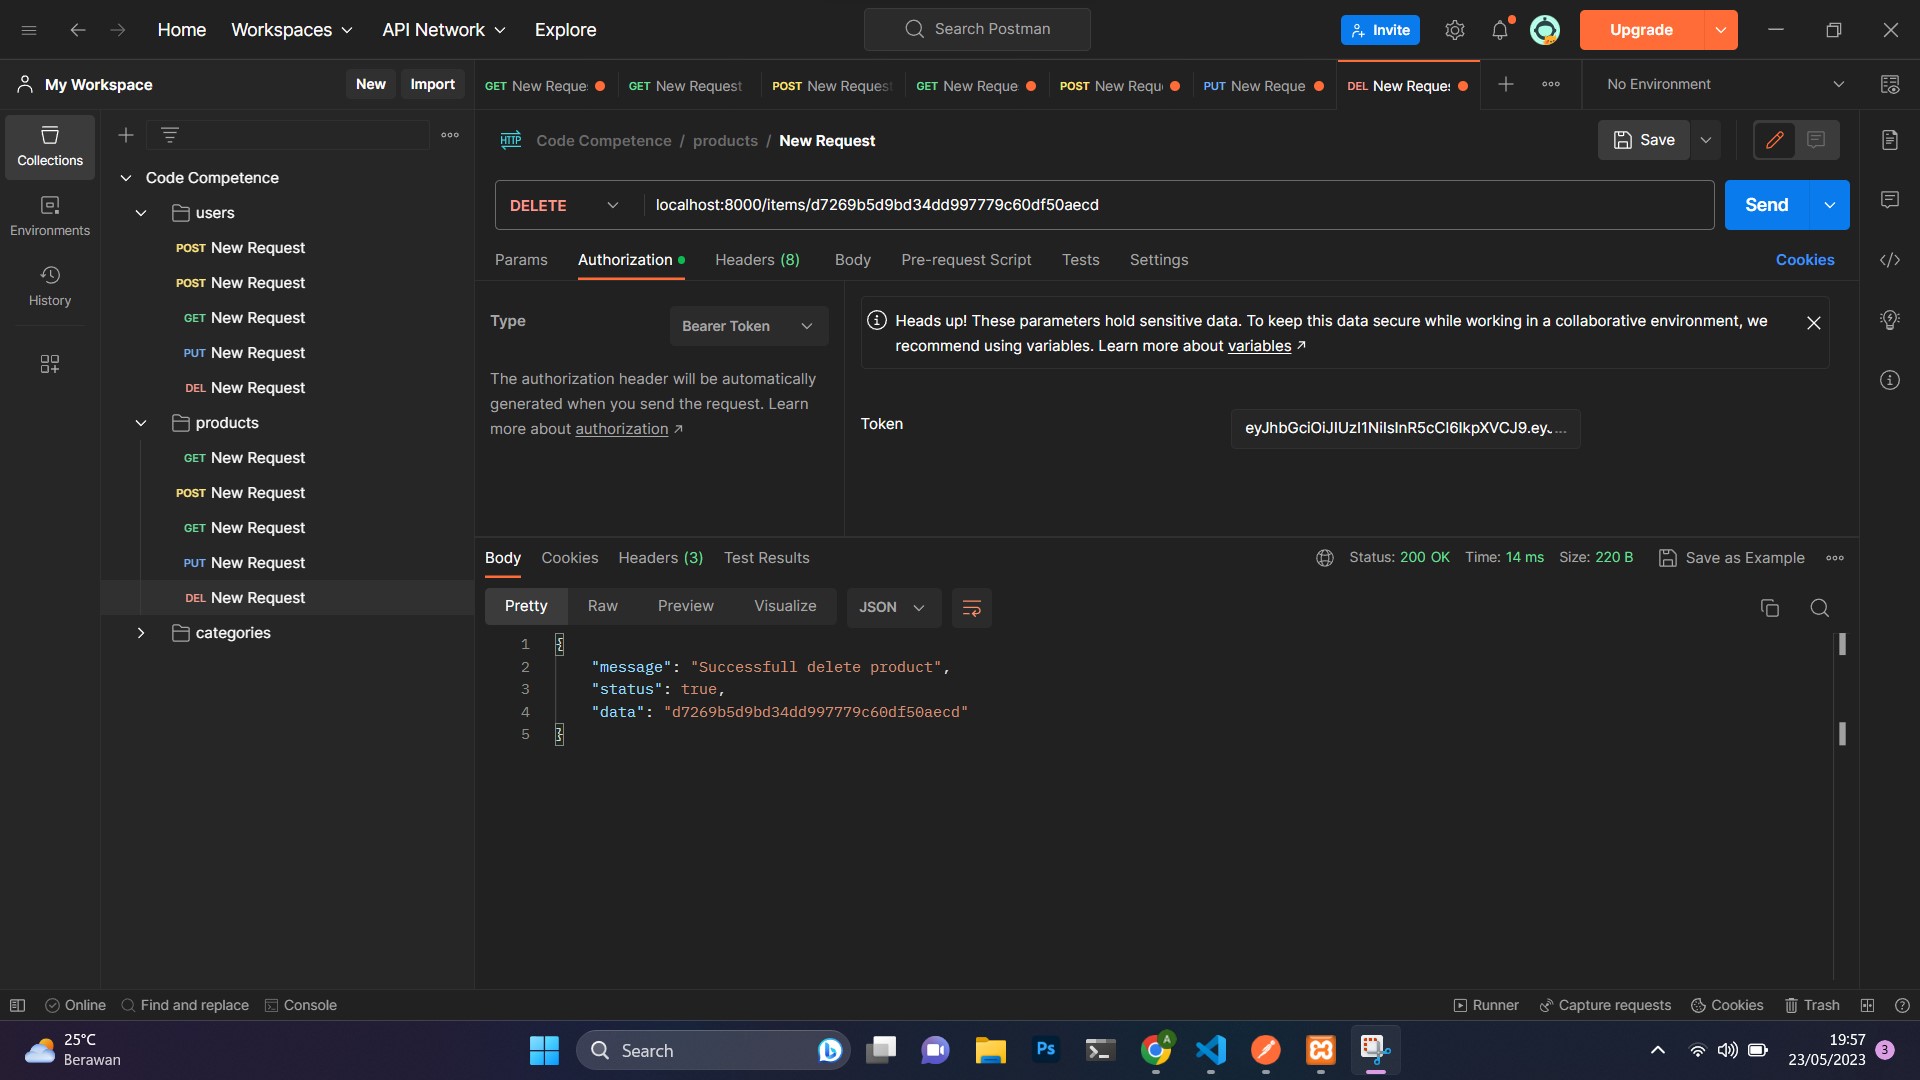 Home Workspaces API Network Explore Search Postman Invite Upgrade
My Workspace New Import
GET New Reque GET New Request POST New Request GET New Reque POST New Requ PUT New Reque DEL New Reques No Environment
Collections
Environments
History
Code Competence
users
POST New Request
POST New Request
GET New Request
PUT New Request
DEL New Request
products
GET New Request
POST New Request
GET New Request
PUT New Request
DEL New Request
categories
HTTP Code Competence / products / New Request Save
DELETE localhost:8000/items/d7269b5d9bd34dd997779c60df50aecd Send
Params Authorization Headers (8) Body Pre-request Script Tests Settings Cookies
Type Bearer Token
The authorization header will be automatically
generated when you send the request. Learn
more about authorization ↗
Heads up! These parameters hold sensitive data. To keep this data secure while working in a collaborative environment, we
recommend using variables. Learn more about variables ↗
Token
Body Cookies Headers (3) Test Results Status: 200 OK Time: 14 ms Size: 220 B Save as Example
Pretty Raw Preview Visualize JSON
1 {
2 "message": "Successfull delete product",
3 "status": true,
4 "data": "d7269b5d9bd34dd997779c60df50aecd"
5 }
Online Find and replace Console Runner Capture requests Cookies Trash
25°C
Berawan
Search
Ps
A
19:57
23/05/2023
3